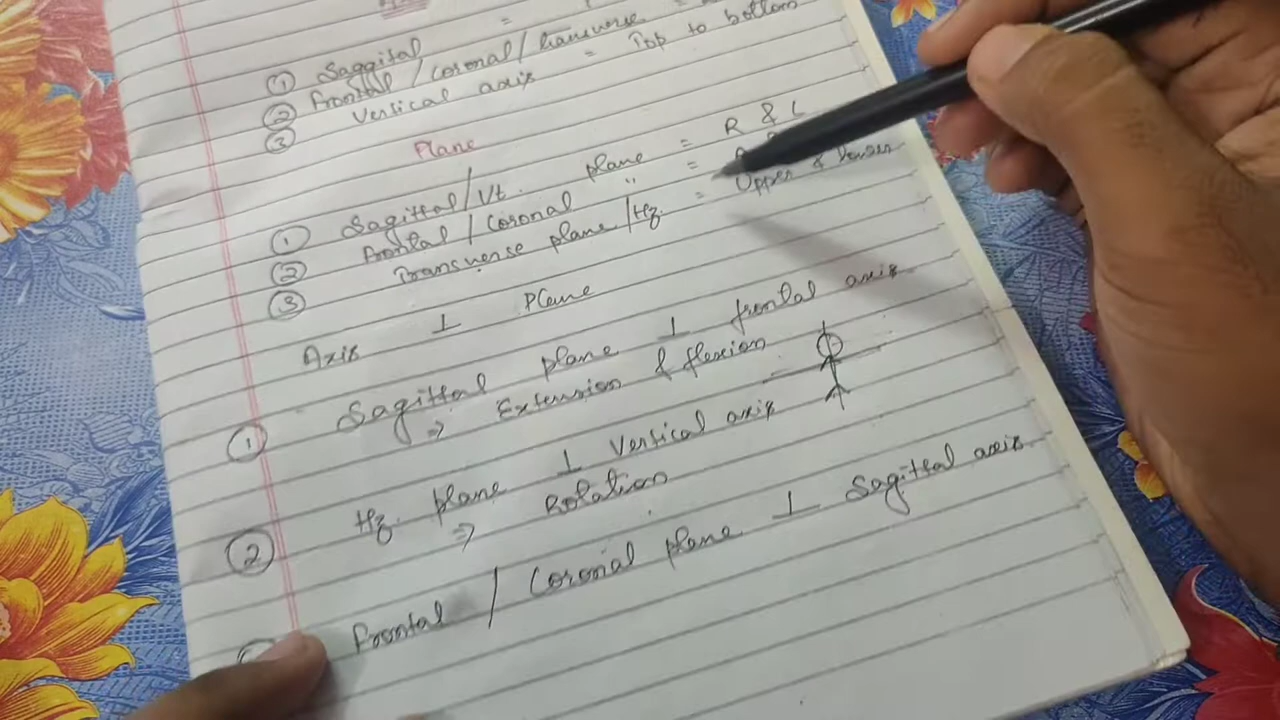 ① Saggital =
② Frontal / coronal / transverse =
③ Vertical axis = Top to bottom
Plane
① Sagittal / Vt. plane = R & L
② Frontal / Coronal " =
③ Transverse plane / Hz. = Upper & Lower
Axis ⊥ Plane
① Sagittal plane ⊥ frontal axis
⇒ Extension & flexion
② Hz. plane ⊥ Vertical axis
⇒ Rotation
Frontal / Coronal plane ⊥ Sagittal axis